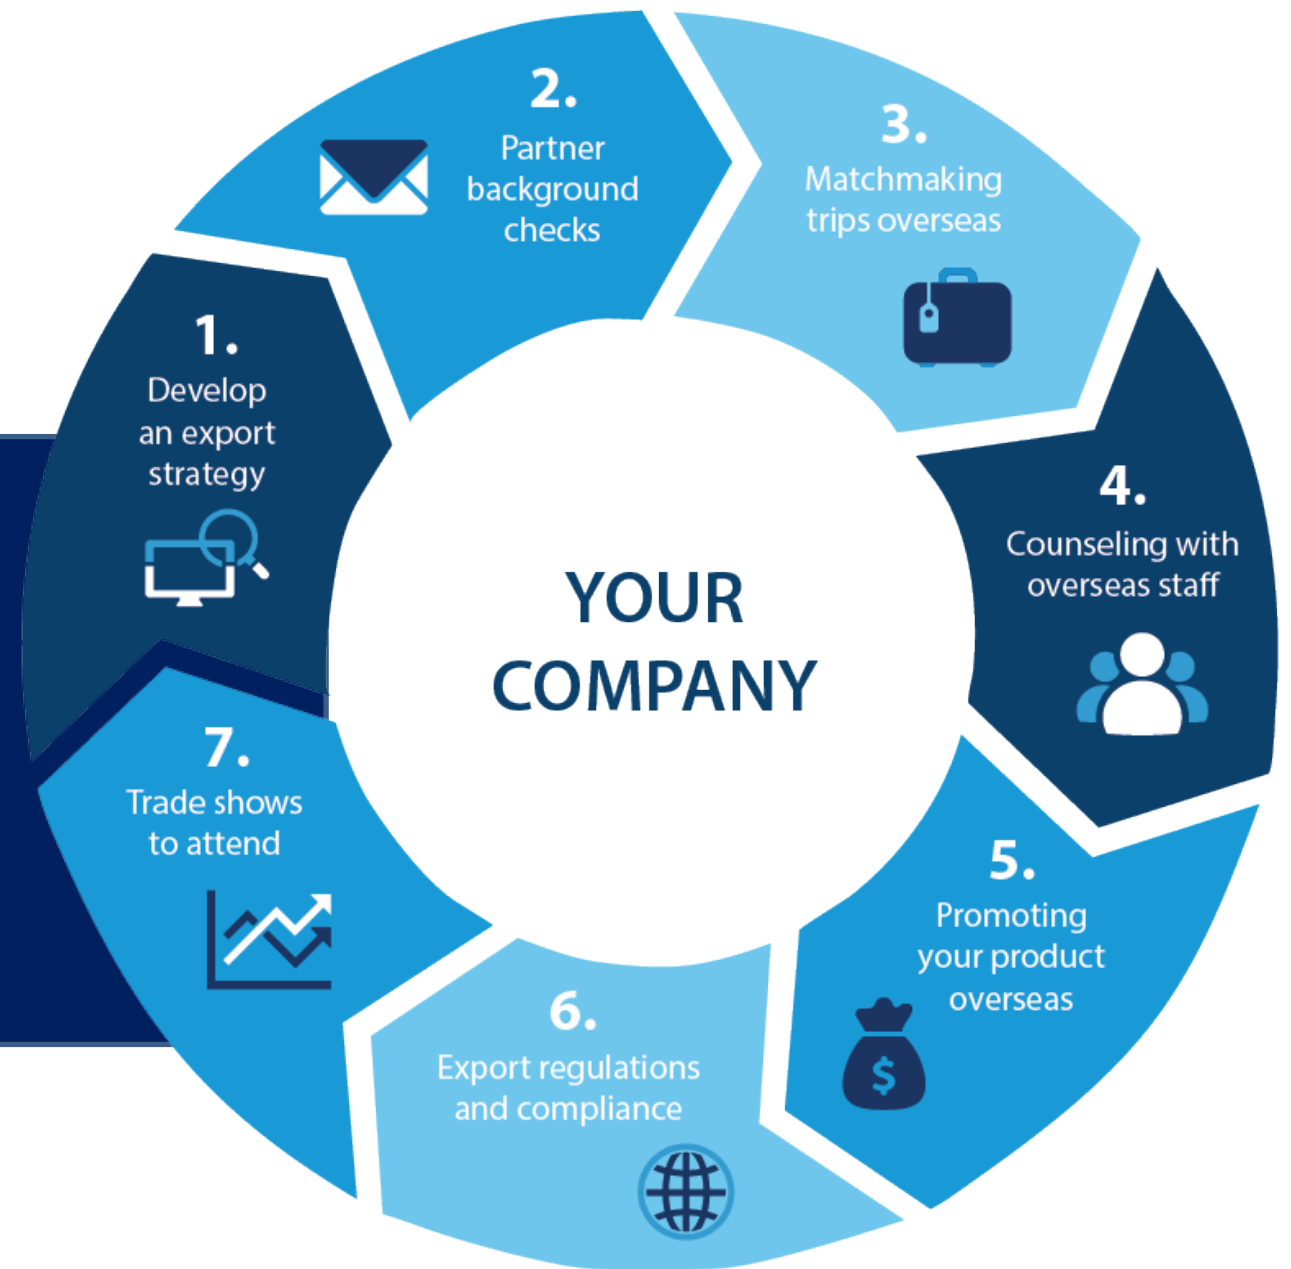 1.
Develop
an export
strategy
2.
Partner
background
checks
3.
Matchmaking
trips overseas
4.
Counseling with
overseas staff
5.
Promoting
your product
overseas
$
6.
Export regulations
and compliance
7.
Trade shows
to attend
YOUR
COMPANY